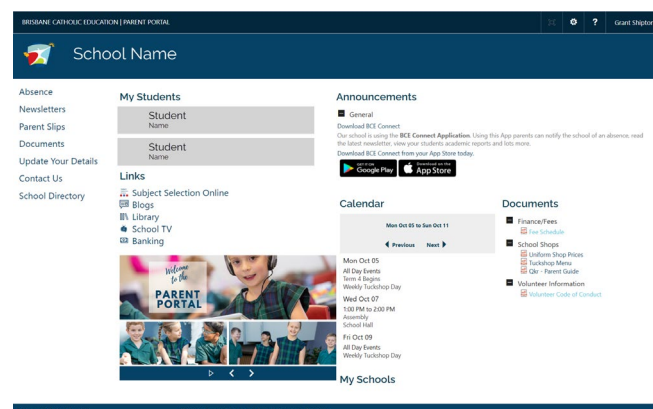 BRISBANE CATHOLIC EDUCATION | PARENT PORTAL
? Grant Shipton
School Name
Absence
Newsletters
Parent Slips
Documents
Update Your Details
Contact Us
School Directory
My Students
Student
Name
Student
Name
Links
Subject Selection Online
Blogs
Library
School TV
Banking
Welcome
to the
PARENT
PORTAL
Announcements
General
Download BCE Connect
Our school is using the BCE Connect Application. Using this App parents can notify the school of an absence, read
the latest newsletter, view your students academic reports and lots more.
Download BCE Connect from your App Store today.
GET IT ON
Google Play
Download on the
App Store
Calendar
Mon Oct 05 to Sun Oct 11
Previous Next
Mon Oct 05
All Day Events
Term 4 Begins
Weekly Tuckshop Day
Wed Oct 07
1:00 PM to 2:00 PM
Assembly
School Hall
Fri Oct 09
All Day Events
Weekly Tuckshop Day
My Schools
Documents
Finance/Fees
Fee Schedule
School Shops
Uniform Shop Prices
Tuckshop Menu
Qkr - Parent Guide
Volunteer Information
Volunteer Code of Conduct